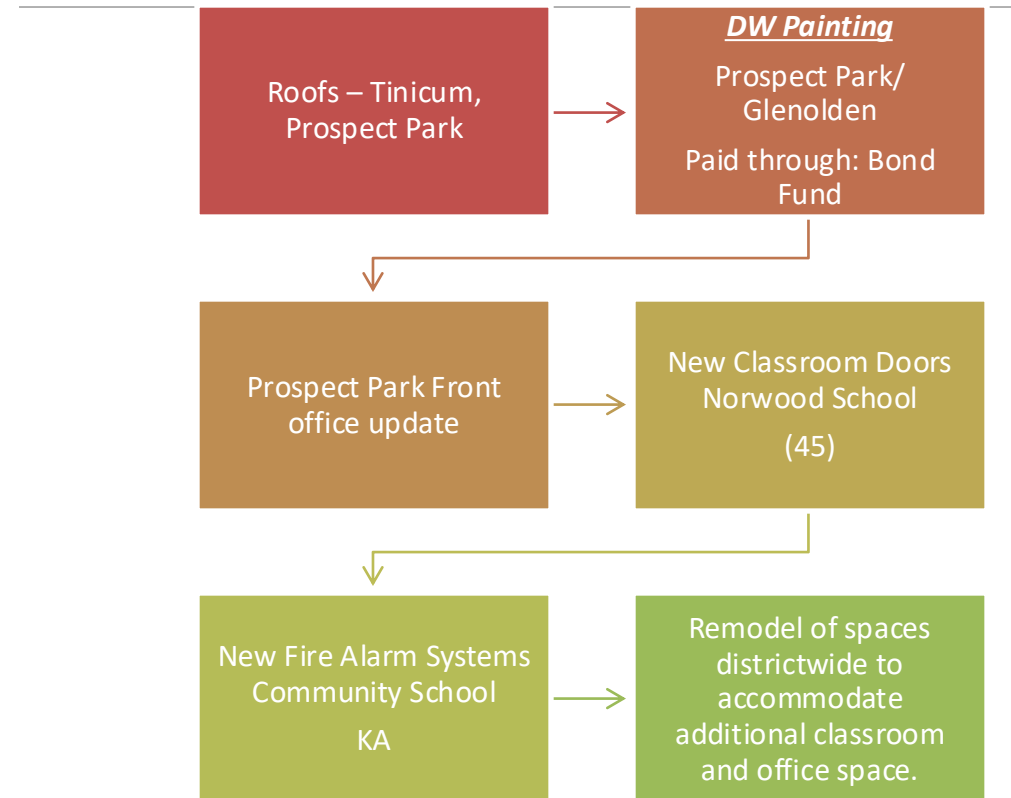 Roofs – Tinicum,
Prospect Park
DW Painting
Prospect Park/
Glenolden
Paid through: Bond
Fund
Prospect Park Front
office update
New Classroom Doors
Norwood School
(45)
New Fire Alarm Systems
Community School
KA
Remodel of spaces
districtwide to
accommodate
additional classroom
and office space.